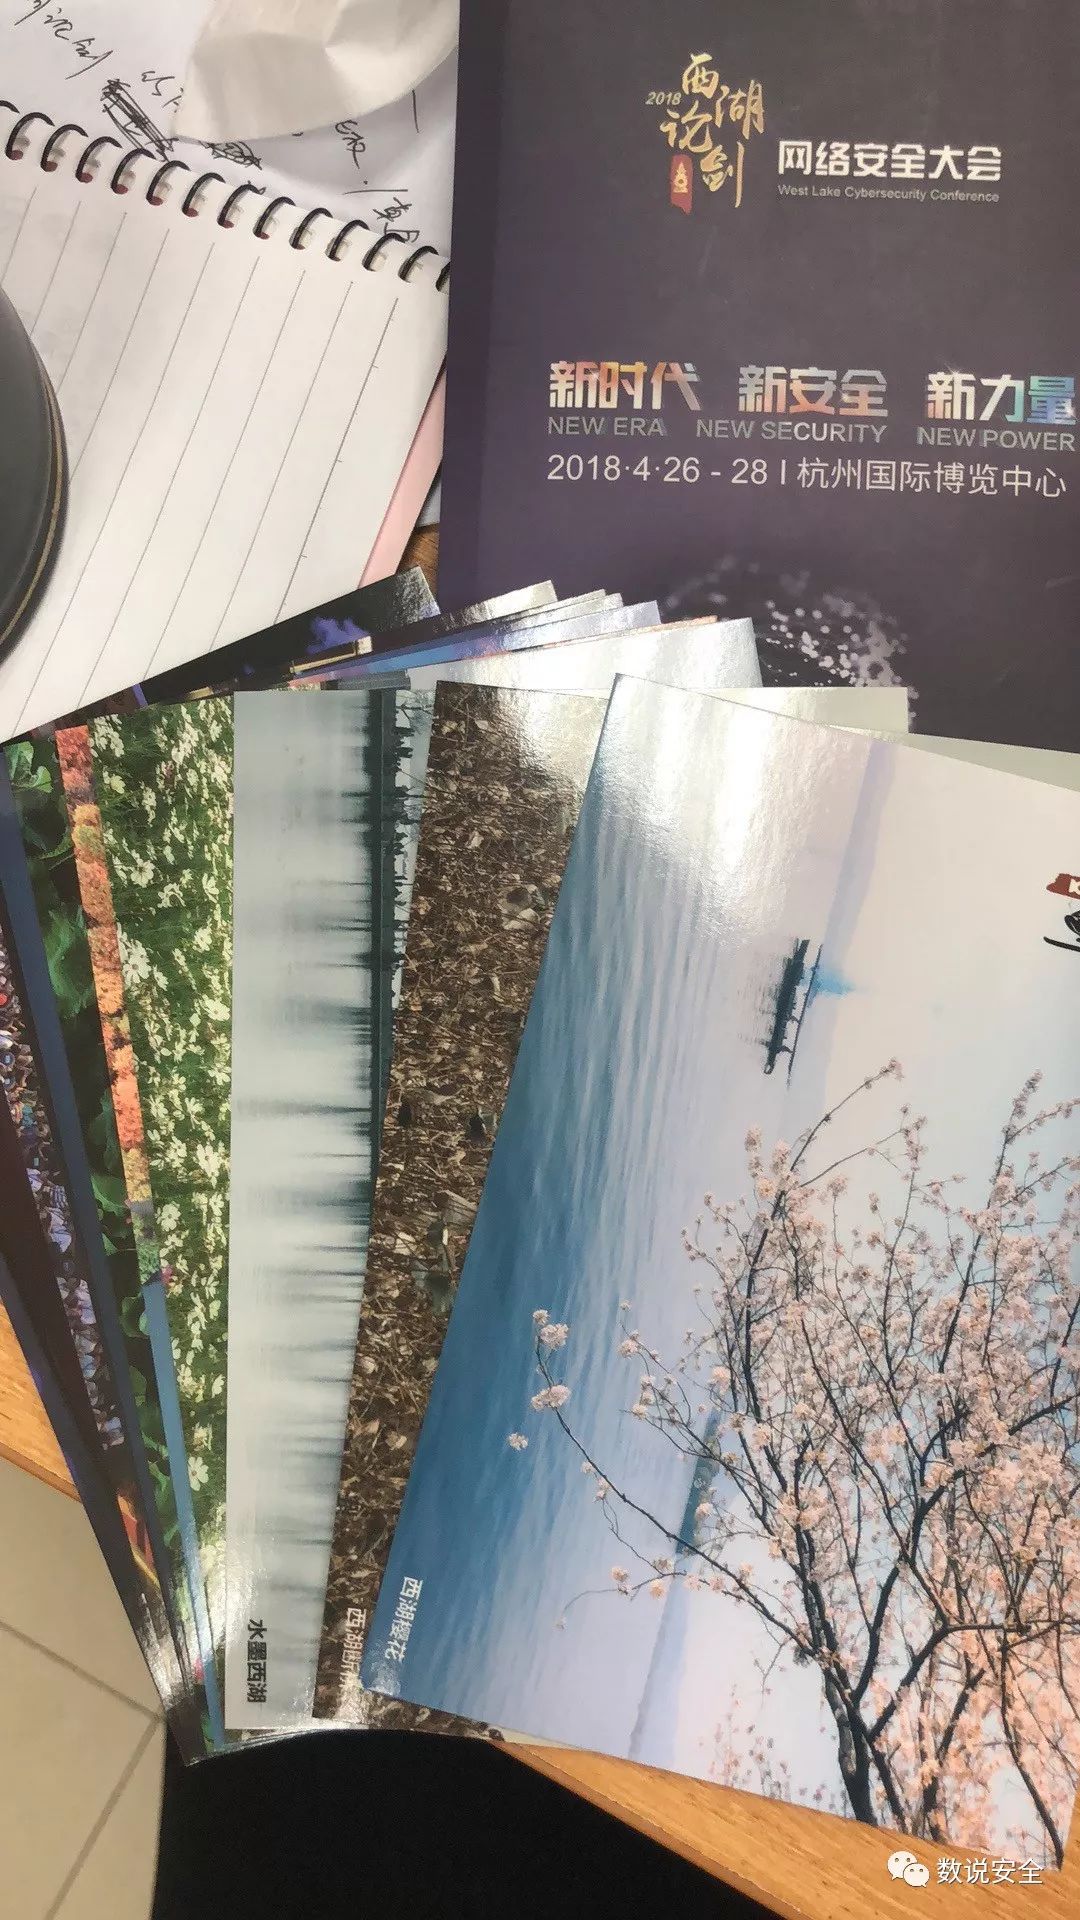 2018
西湖论剑
网络安全大会
West Lake Cybersecurity Conference
新时代 新安全 新力量
NEW ERA NEW SECURITY NEW POWER
2018·4·26 - 28 I 杭州国际博览中心
水墨西湖
西湖
西湖樱花
数说安全